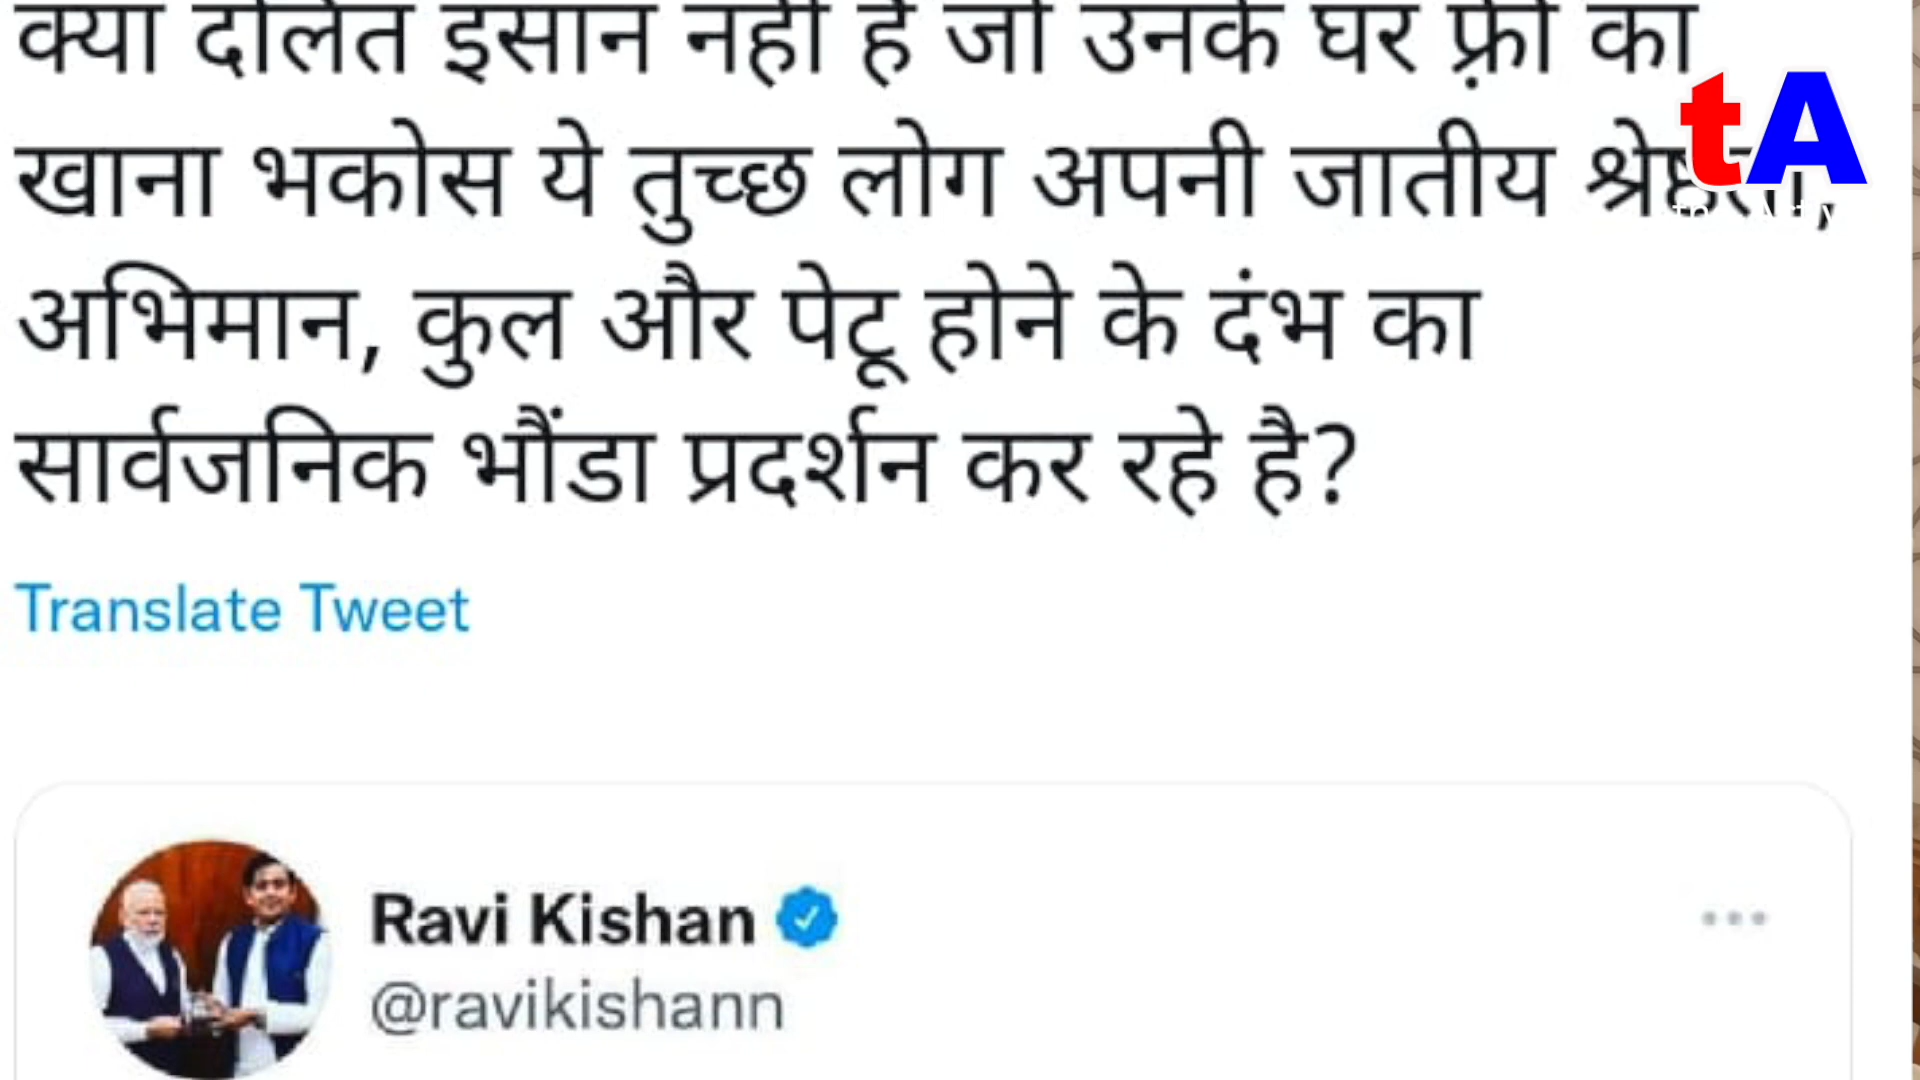 क्या दलित इंसान नहीं है जो उनके घर फ़्री का
खाना भकोस ये तुच्छ लोग अपनी जातीय
अभिमान, कुल और पेटू होने के दंभ का
सार्वजनिक भौंडा प्रदर्शन कर रहे है?
tA
Translate Tweet
Ravi Kishan
@ravikishann